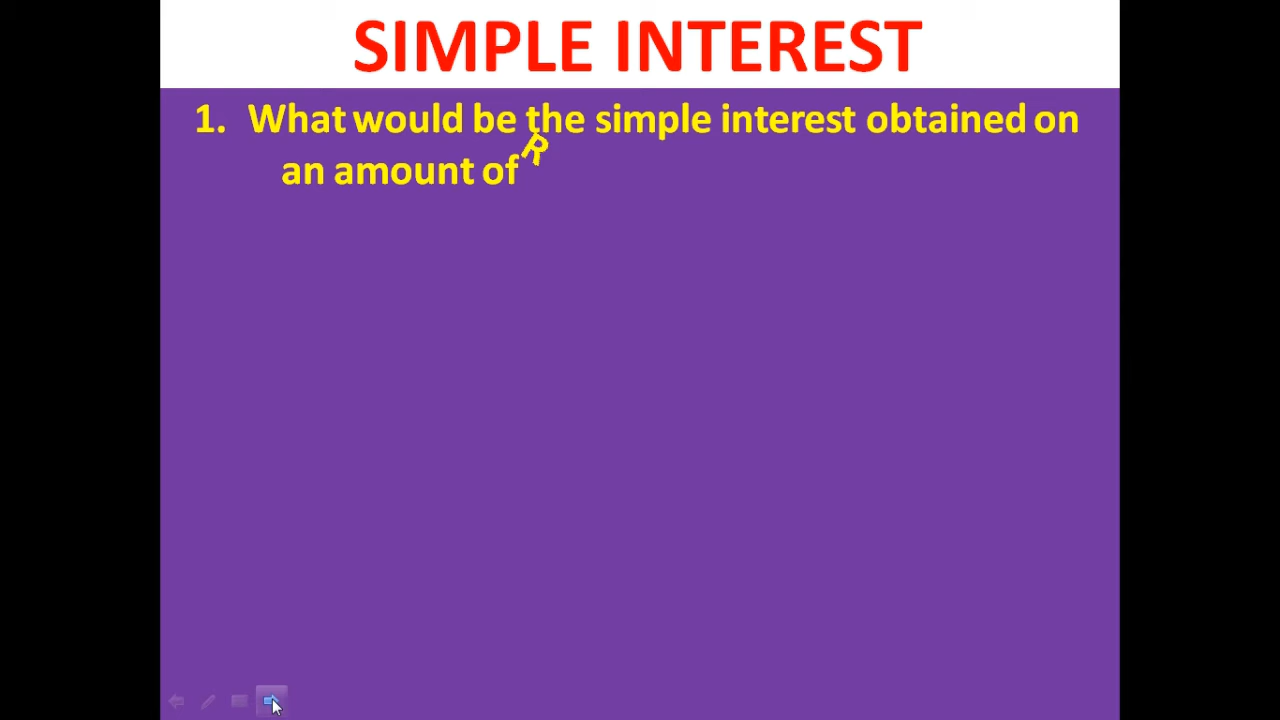 SIMPLE INTEREST
1. What would be the simple interest obtained on
an amount of R